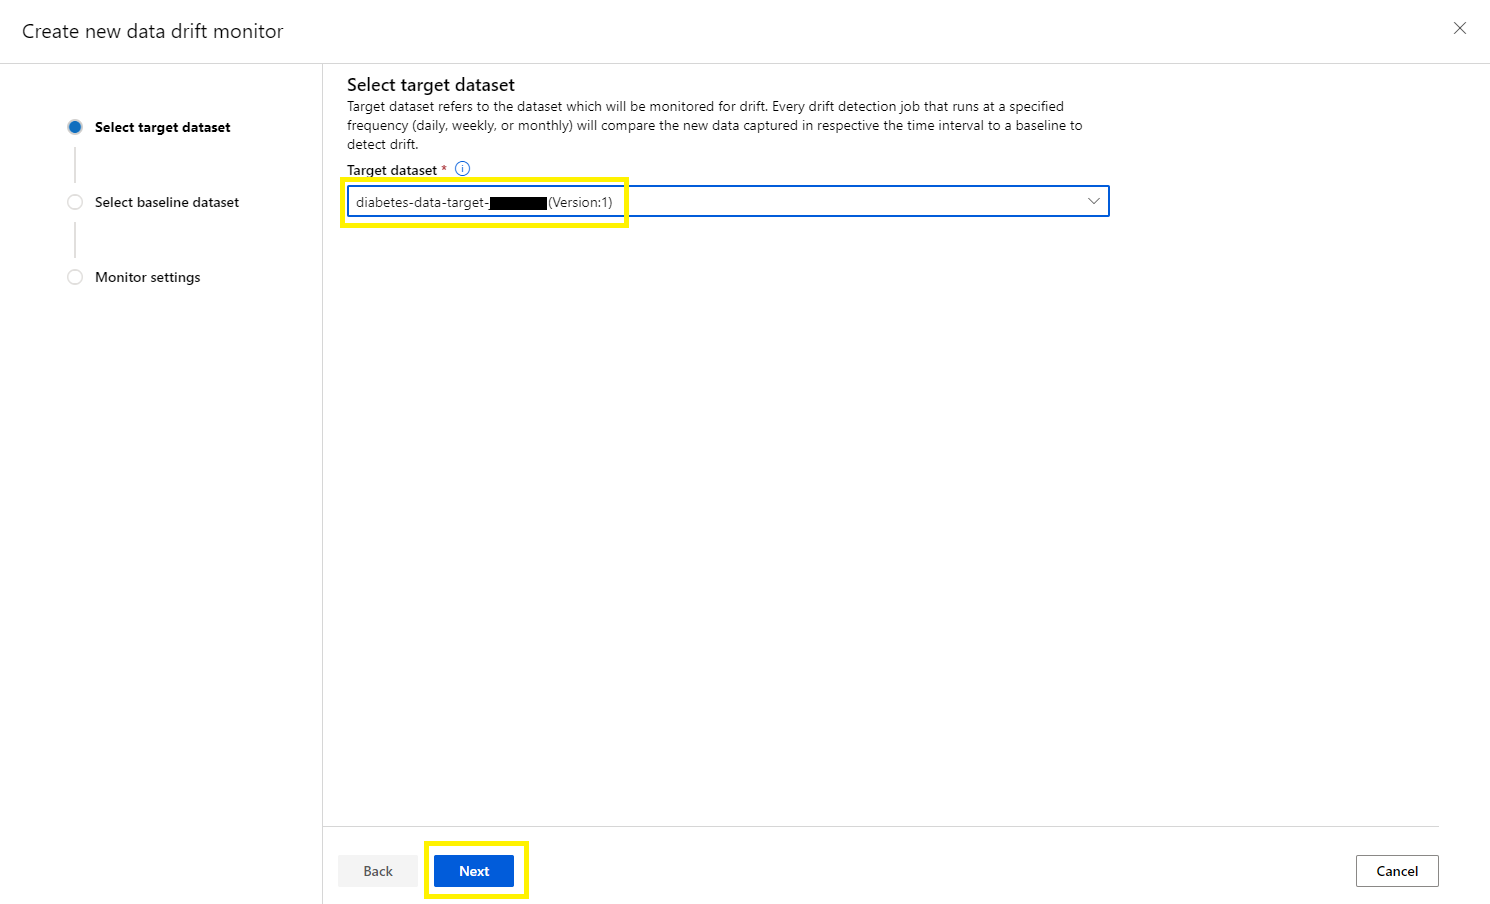 Create new data drift monitor
Select target dataset
Select baseline dataset
Monitor settings
Select target dataset
Target dataset refers to the dataset which will be monitored for drift. Every drift detection job that runs at a specified
frequency (daily, weekly, or monthly) will compare the new data captured in respective the time interval to a baseline to
detect drift.
Target dataset *
diabetes-data-target- (Version:1)
Back
Next
Cancel